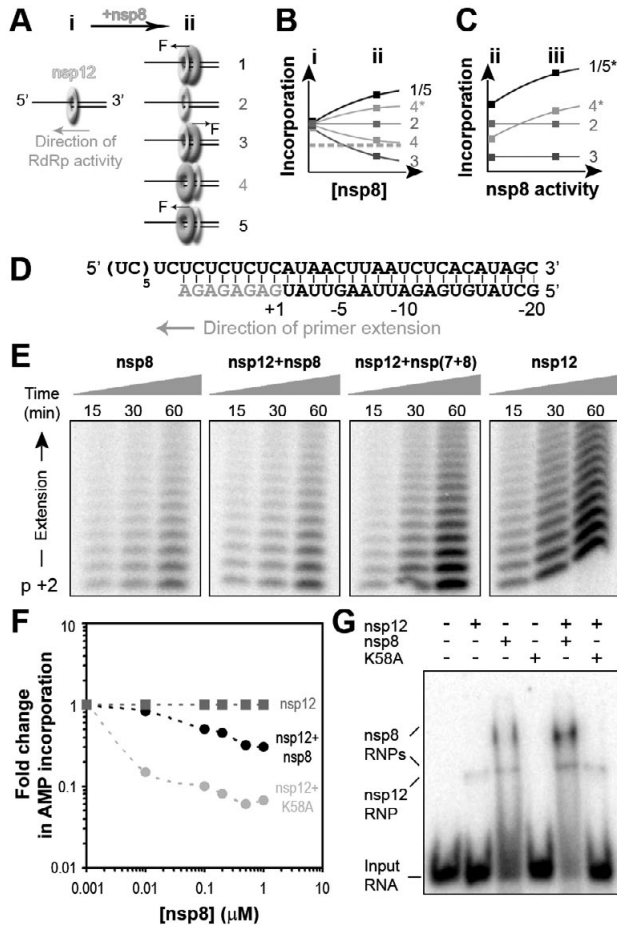 A
i
+nsp8
ii
nsp12
5'
3'
Direction of
RdRp activity
F
1
2
F
3
4
F
5
B
i
ii
Incorporation
1/5
4*
2
4
3
[nsp8]
C
ii
iii
Incorporation
1/5*
4*
2
3
nsp8 activity
D
5' (UC)5UCUCUCUCUCAUAACUUAAUCUCACAUAGC 3'
AGAGAGAGUAUUGAAUUAGAGUGUAUCG 5'
+1 -5 -10 -20
Direction of primer extension
E
nsp8 nsp12+nsp8 nsp12+nsp(7+8) nsp12
Time
(min)
15 30 60 15 30 60 15 30 60 15 30 60
Extension
p +2
F
10
1
0.1
0.01
Fold change
in AMP incorporation
nsp12
nsp12+
nsp8
nsp12+
K58A
0.001 0.01 0.1 1 10
[nsp8] (µM)
G
nsp12 - + - - + +
nsp8 - - + - + -
K58A - - - + - +
nsp8
RNPs
nsp12
RNP
Input
RNA